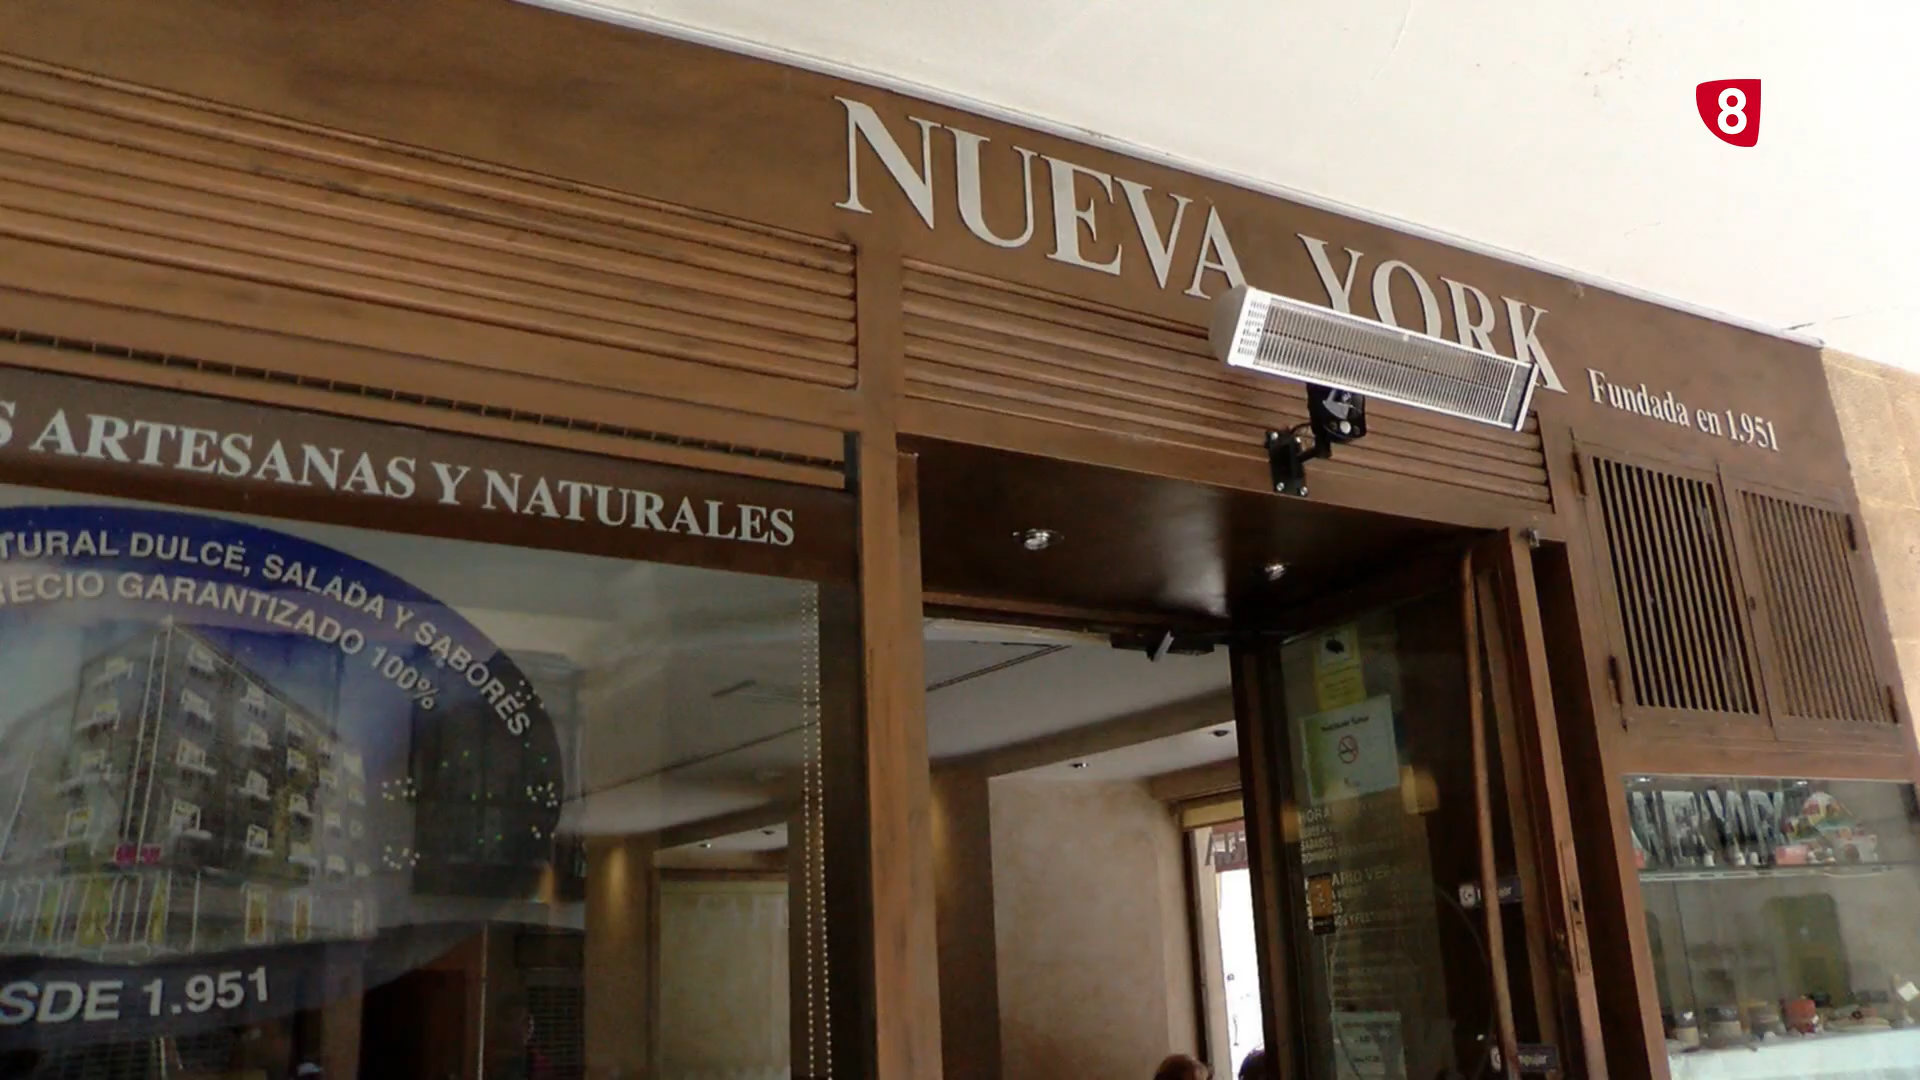 8
NUEVA YORK
Fundada en 1.951
S ARTESANAS Y NATURALES
TURAL DULCE, SALADA Y SABORES
RECIO GARANTIZADO 100%
SDE 1.951